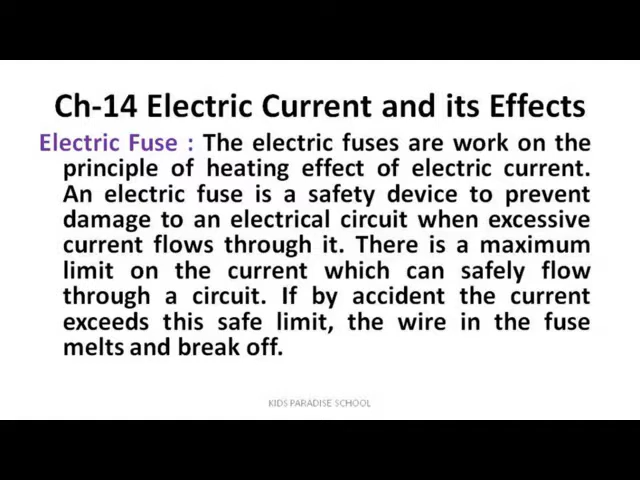 Ch-14 Electric Current and its Effects
Electric Fuse : The electric fuses are work on the
principle of heating effect of electric current.
An electric fuse is a safety device to prevent
damage to an electrical circuit when excessive
current flows through it. There is a maximum
limit on the current which can safely flow
through a circuit. If by accident the current
exceeds this safe limit, the wire in the fuse
melts and break off.
KIDS PARADISE SCHOOL